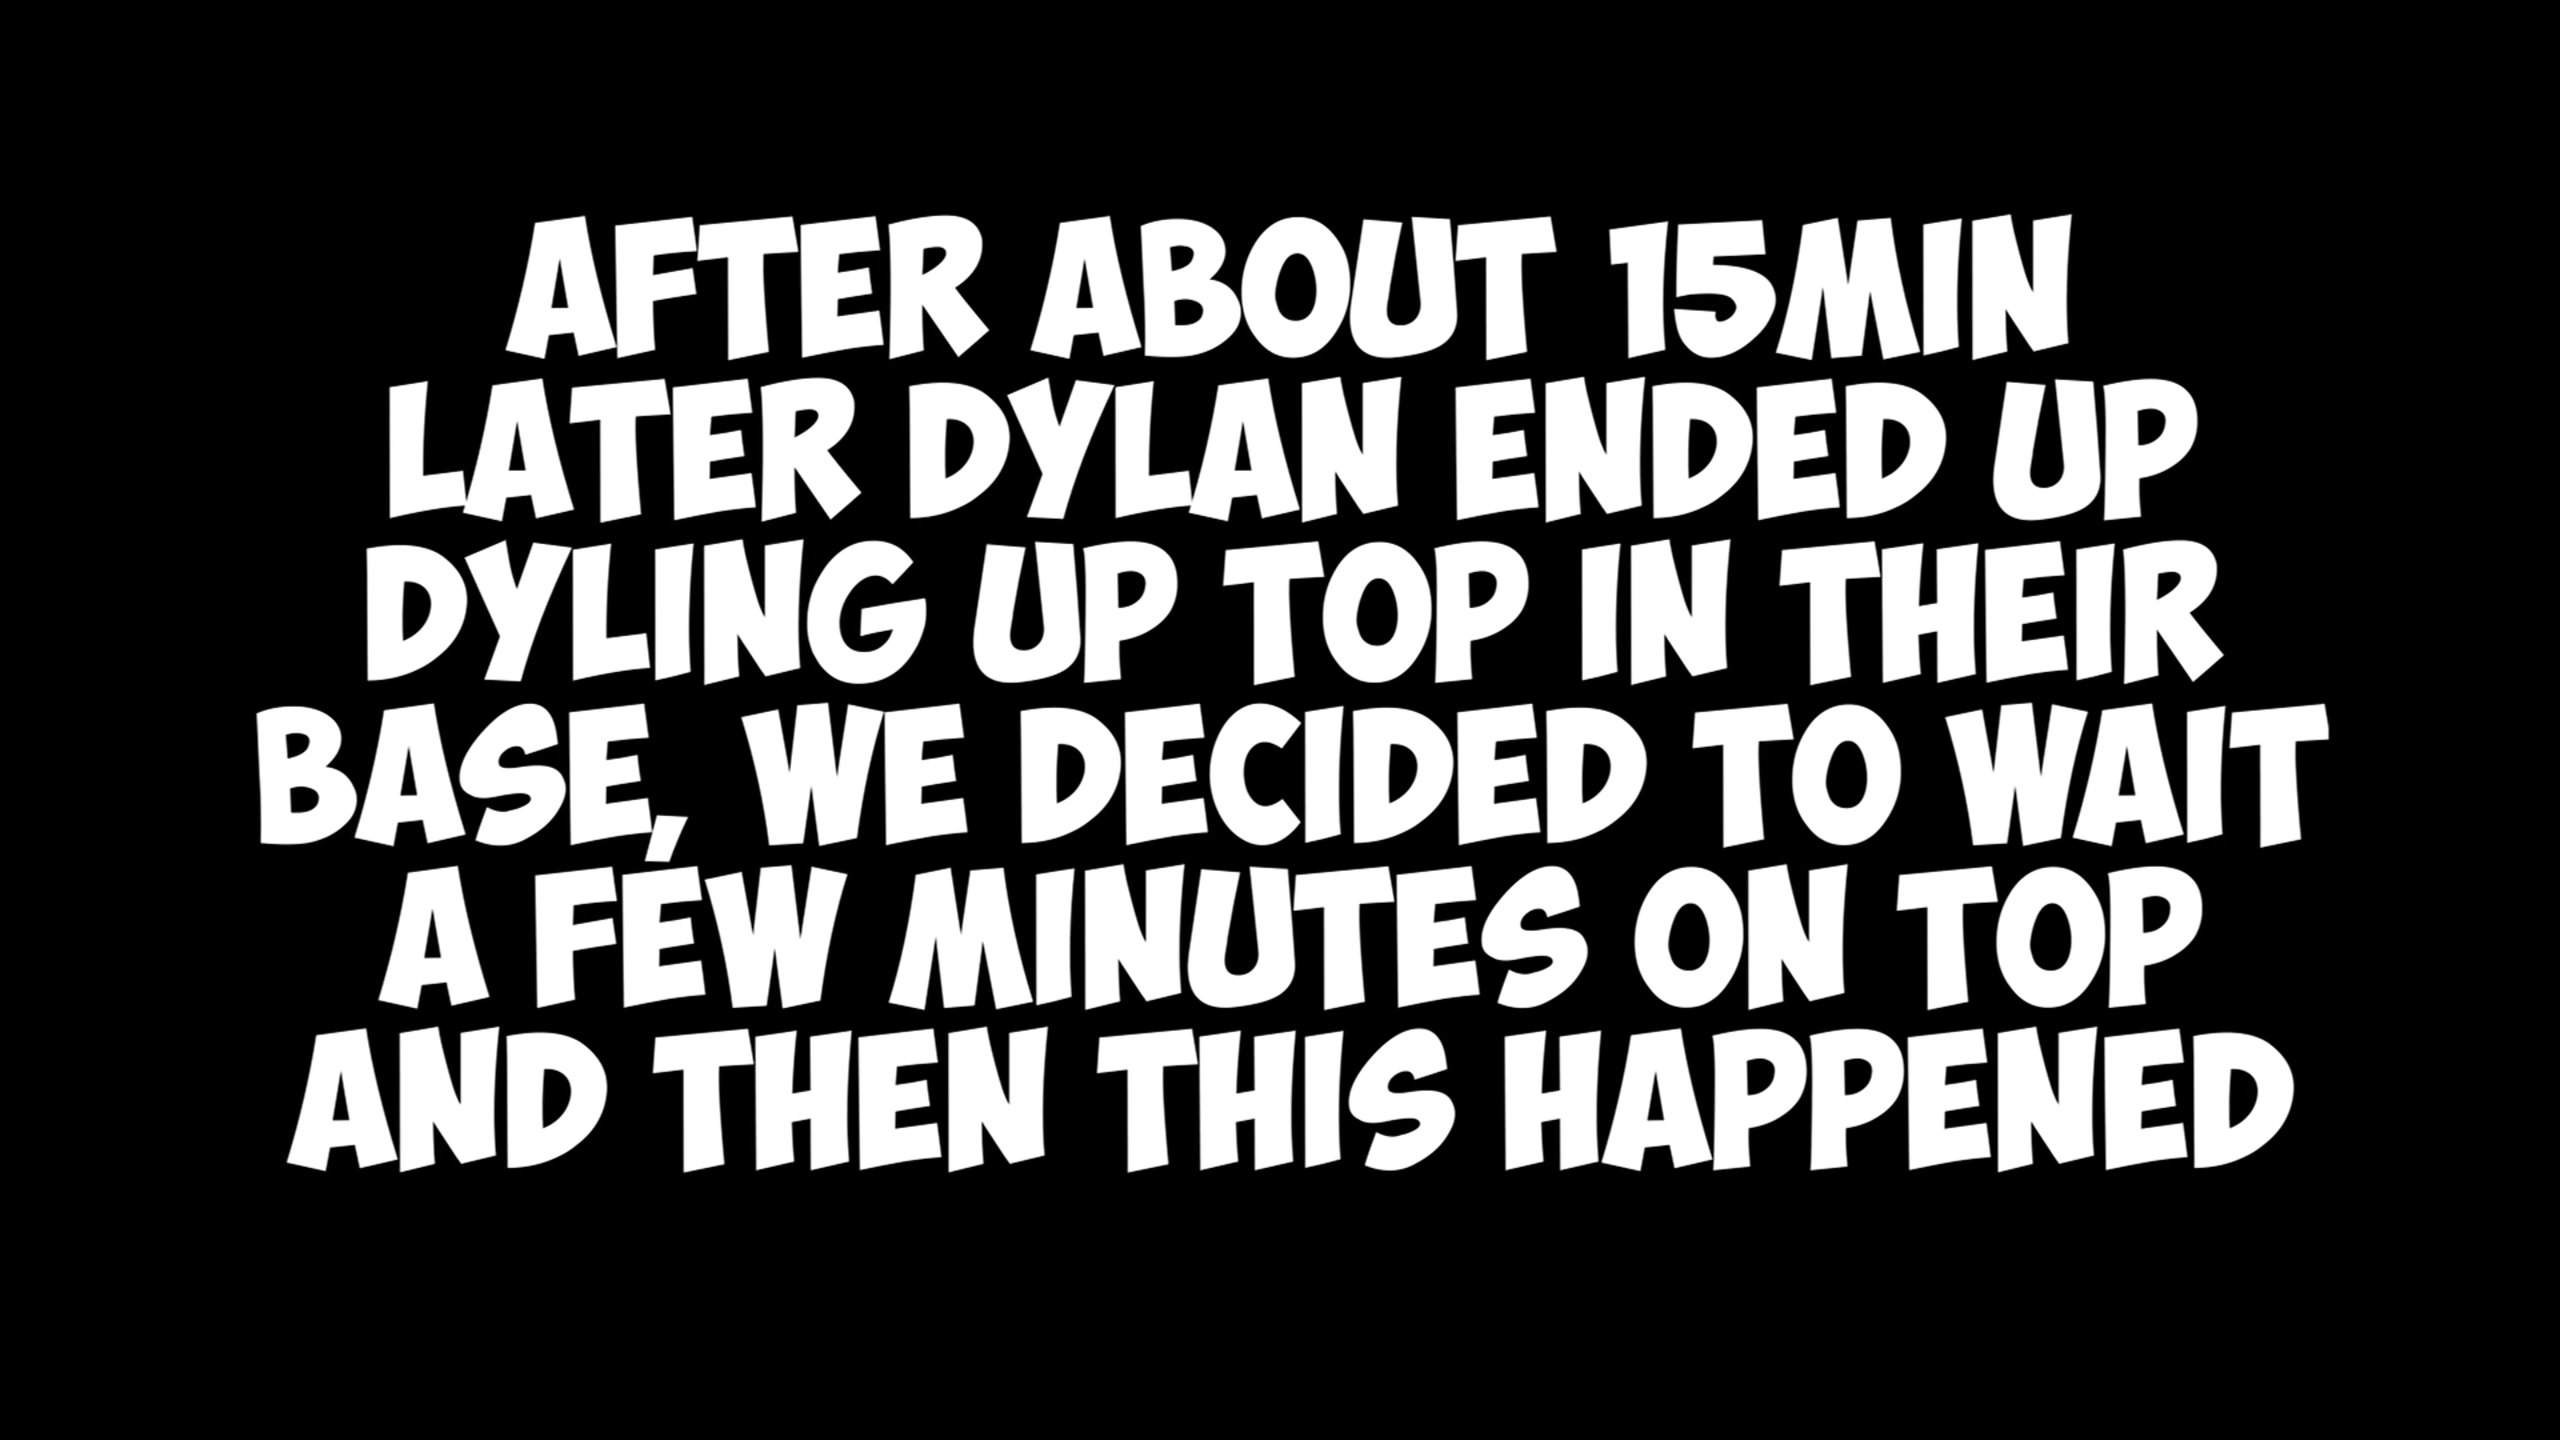 AFTER ABOUT 15MIN
LATER DYLAN ENDED UP
DYLING UP TOP IN THEIR
BASE, WE DECIDED TO WAIT
A FEW MINUTES ON TOP
AND THEN THIS HAPPENED